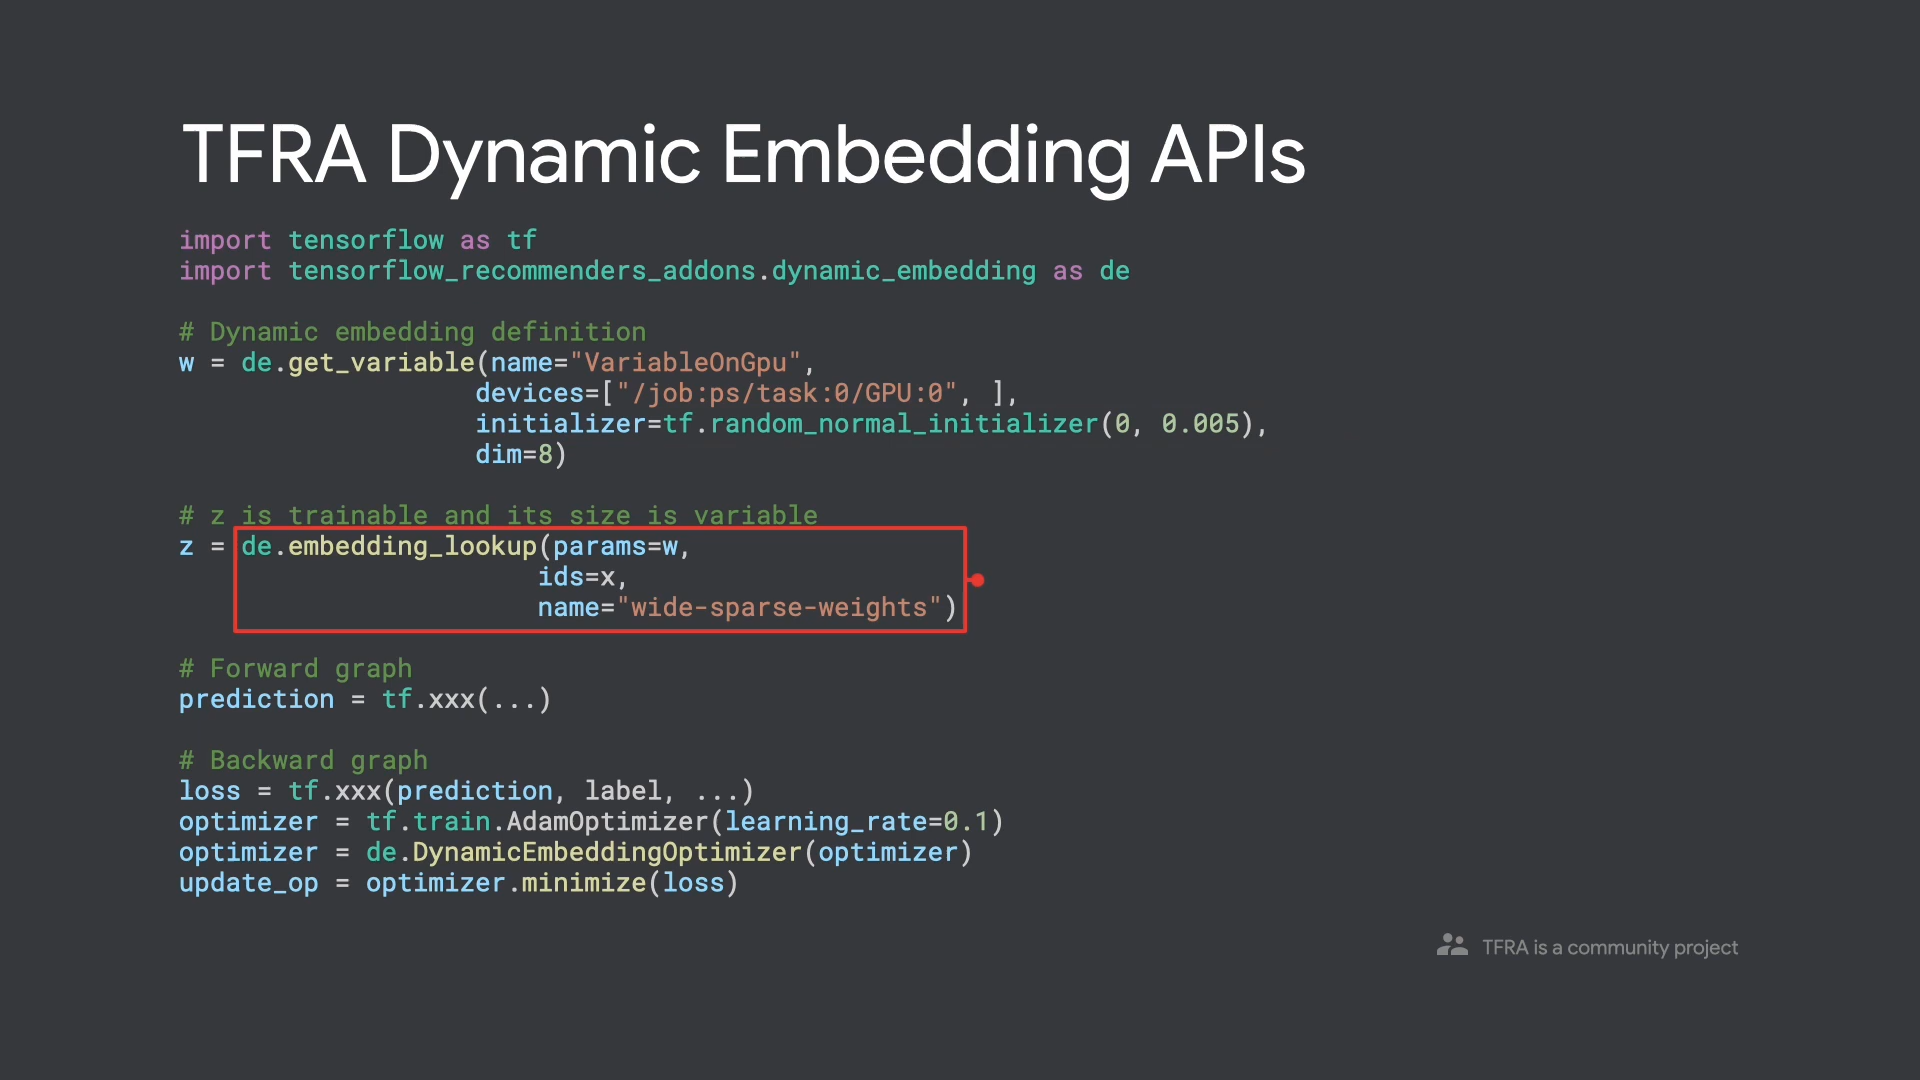 TFRA Dynamic Embedding APIs
import tensorflow as tf
import tensorflow_recommenders_addons.dynamic_embedding as de
# Dynamic embedding definition
w = de.get_variable(name="VariableOnGpu",
devices=["/job:ps/task:0/GPU:0", ],
initializer=tf.random_normal_initializer(0, 0.005),
dim=8)
# z is trainable and its size is variable
z = de.embedding_lookup(params=w,
ids=x,
name="wide-sparse-weights")
# Forward graph
prediction = tf.xxx(...)
# Backward graph
loss = tf.xxx(prediction, label, ...)
optimizer = tf.train.AdamOptimizer(learning_rate=0.1)
optimizer = de.DynamicEmbeddingOptimizer(optimizer)
update_op = optimizer.minimize(loss)
TFRA is a community project